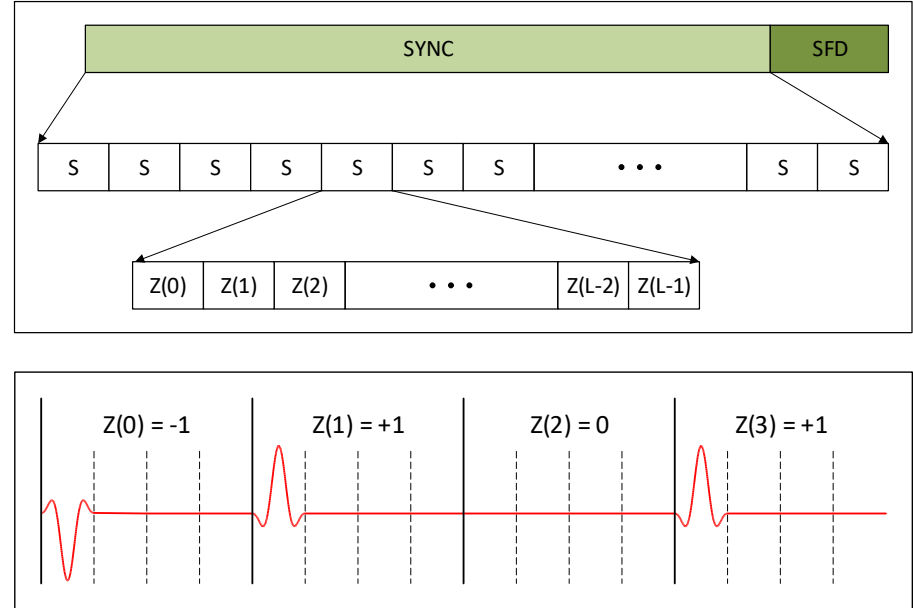 SYNC SFD
S S S S S S S • • • S S
Z(0) Z(1) Z(2) • • • Z(L-2) Z(L-1)
Z(0) = -1 Z(1) = +1 Z(2) = 0 Z(3) = +1